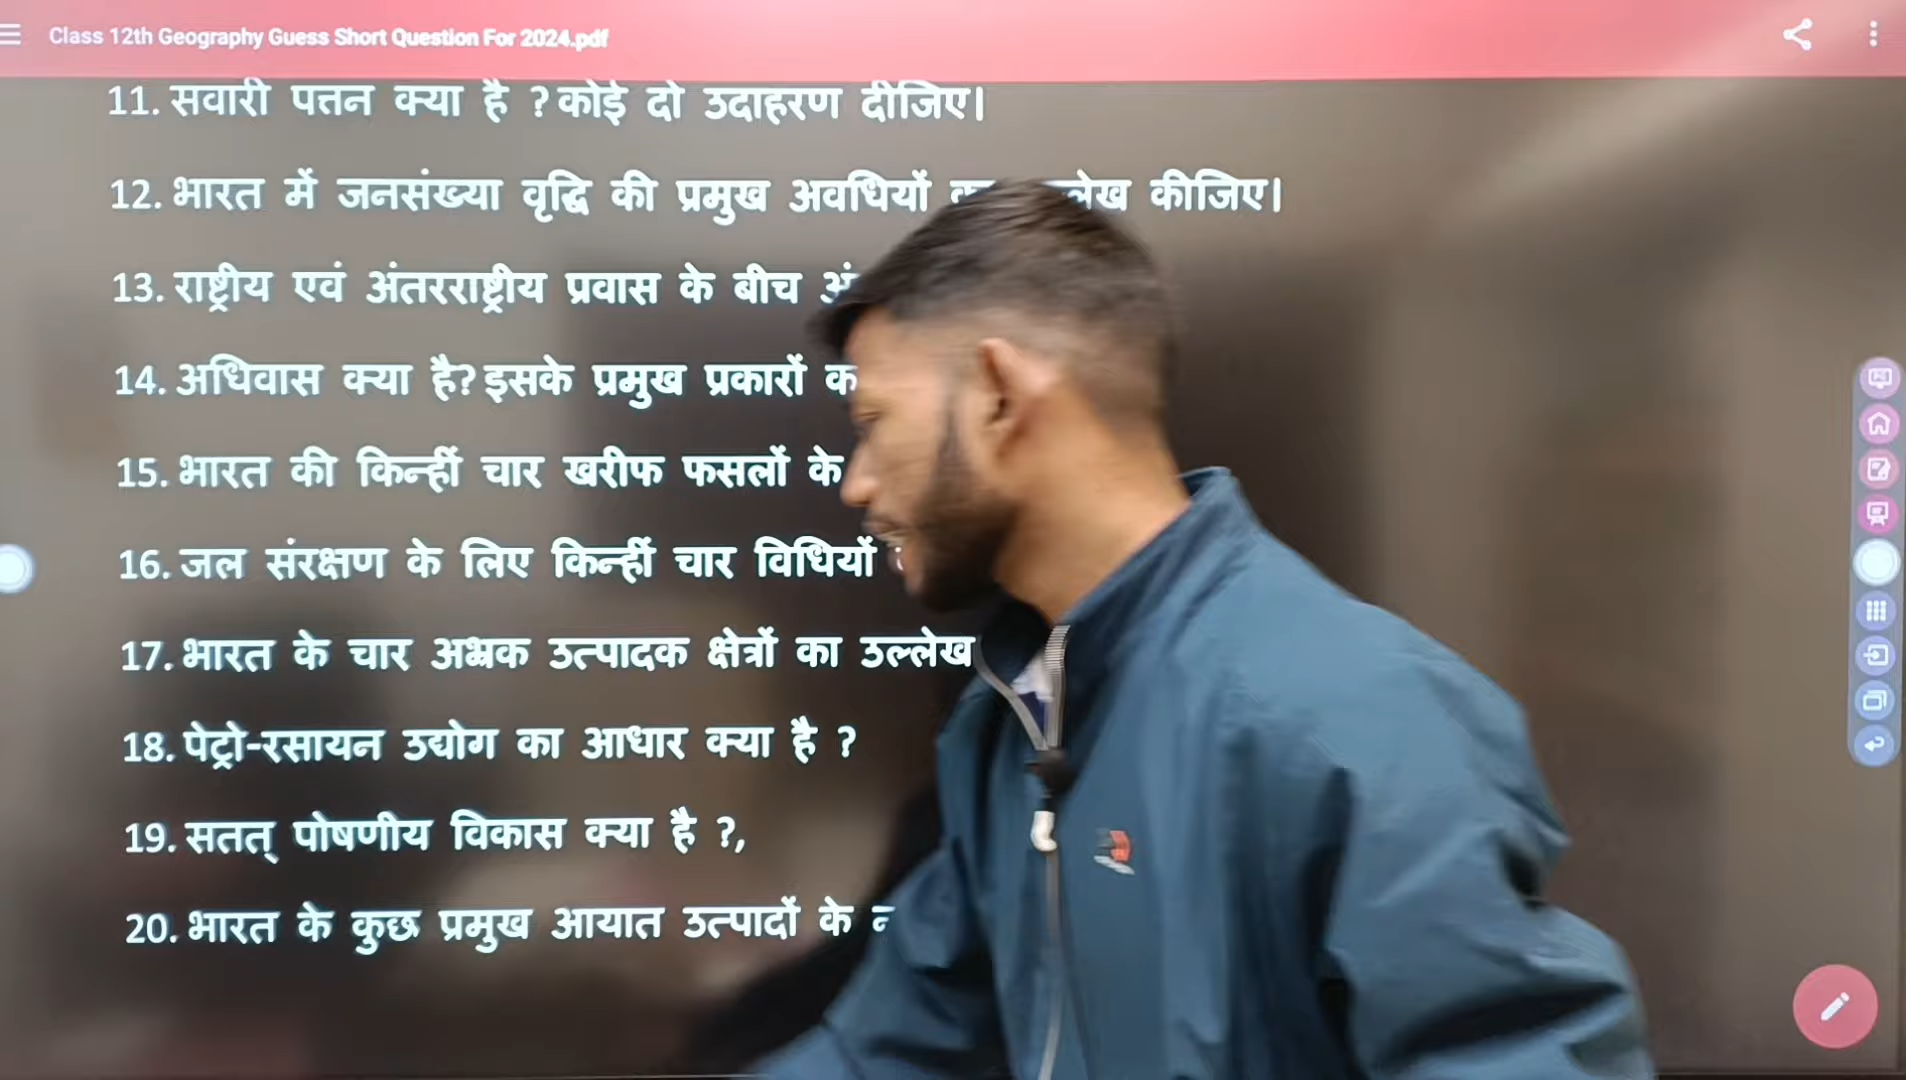 Class 12th Geography Guess Short Question For 2024.pdf
11. सवारी पत्तन क्या है ? कोई दो उदाहरण दीजिए।
12. भारत में जनसंख्या वृद्धि की प्रमुख अवधियों कीजिए।
13. राष्ट्रीय एवं अंतरराष्ट्रीय प्रवास के बीच
14. अधिवास क्या है? इसके प्रमुख प्रकारों
15. भारत की किन्हीं चार खरीफ फसलों के
16. जल संरक्षण के लिए किन्हीं चार विधियों
17. भारत के चार अभ्रक उत्पादक क्षेत्रों का उल्लेख
18. पेट्रो-रसायन उद्योग का आधार क्या है ?
19. सतत् पोषणीय विकास क्या है ?,
20. भारत के कुछ प्रमुख आयात उत्पादों के